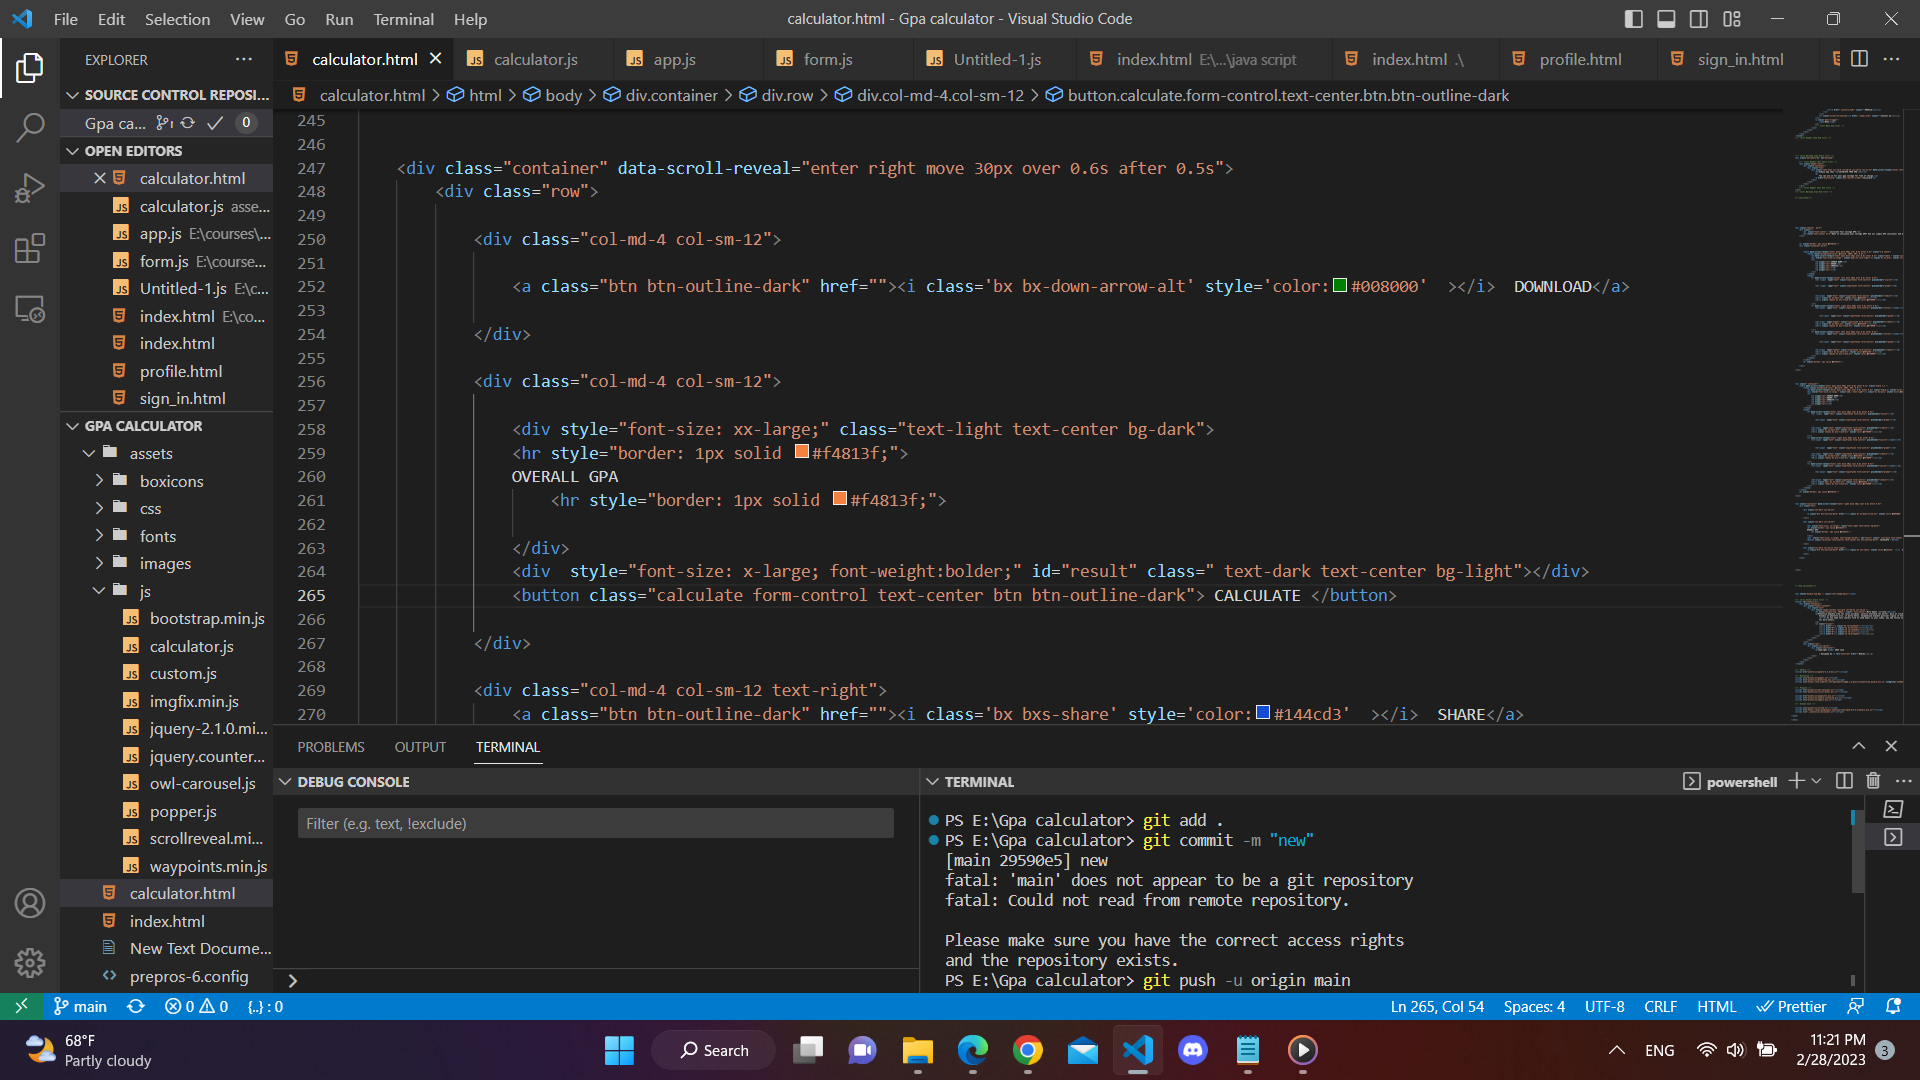 File Edit Selection View Go Run Terminal Help
calculator.html - Gpa calculator - Visual Studio Code
EXPLORER
calculator.html
calculator.js
app.js
form.js
Untitled-1.js
index.html E:\...\java script
index.html .\
profile.html
sign_in.html
SOURCE CONTROL REPOSI...
calculator.html > html > body > div.container > div.row > div.col-md-4.col-sm-12 > button.calculate.form-control.text-center.btn.btn-outline-dark
Gpa ca... 0
OPEN EDITORS
calculator.html
calculator.js asse...
app.js E:\courses\...
form.js E:\course...
Untitled-1.js E:\c...
index.html E:\co...
index.html
profile.html
sign_in.html
GPA CALCULATOR
assets
boxicons
css
fonts
images
js
bootstrap.min.js
calculator.js
custom.js
imgfix.min.js
jquery-2.1.0.mi...
jquery.counter...
owl-carousel.js
popper.js
scrollreveal.mi...
waypoints.min.js
calculator.html
index.html
New Text Docume...
prepros-6.config
245
246
247 <div class="container" data-scroll-reveal="enter right move 30px over 0.6s after 0.5s">
248 <div class="row">
249
250 <div class="col-md-4 col-sm-12">
251
252 <a class="btn btn-outline-dark" href=""><i class='bx bx-down-arrow-alt' style='color:#008000' ></i> DOWNLOAD</a>
253
254 </div>
255
256 <div class="col-md-4 col-sm-12">
257
258 <div style="font-size: xx-large;" class="text-light text-center bg-dark">
259 <hr style="border: 1px solid #f4813f;">
260 OVERALL GPA
261 <hr style="border: 1px solid #f4813f;">
262
263 </div>
264 <div  style="font-size: x-large; font-weight:bolder;" id="result" class=" text-dark text-center bg-light"></div>
265 <button class="calculate form-control text-center btn btn-outline-dark"> CALCULATE </button>
266
267 </div>
268
269 <div class="col-md-4 col-sm-12 text-right">
270 <a class="btn btn-outline-dark" href=""><i class='bx bxs-share' style='color:#144cd3' ></i> SHARE</a>
PROBLEMS OUTPUT TERMINAL
DEBUG CONSOLE
Filter (e.g. text, !exclude)
TERMINAL
powershell
PS E:\Gpa calculator> git add .
PS E:\Gpa calculator> git commit -m "new"
[main 29590e5] new
fatal: 'main' does not appear to be a git repository
fatal: Could not read from remote repository.
Please make sure you have the correct access rights
and the repository exists.
PS E:\Gpa calculator> git push -u origin main
main 0 0 {..} : 0
Ln 265, Col 54 Spaces: 4 UTF-8 CRLF HTML Prettier
68°F
Partly cloudy
Search
ENG
11:21 PM
2/28/2023
3